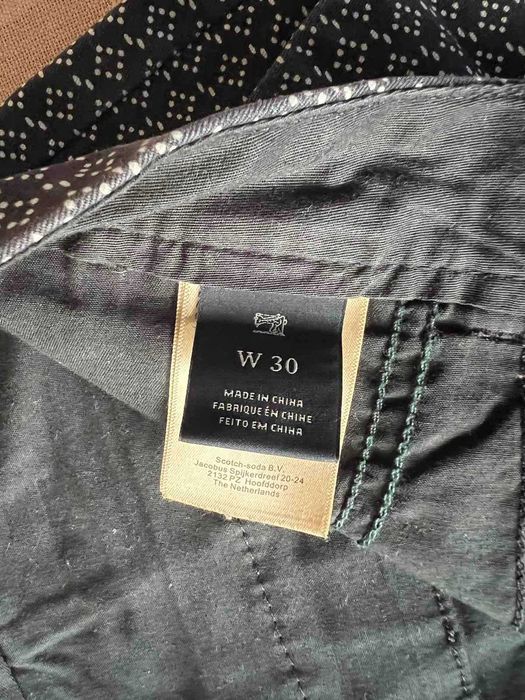 W 30
MADE IN CHINA
FABRIQUE EN CHINE
FEITO EM CHINA
Scotch-soda B.V.
Jacobus Spijkerdreef 20-24
2132 PZ Hoofddorp
The Netherlands